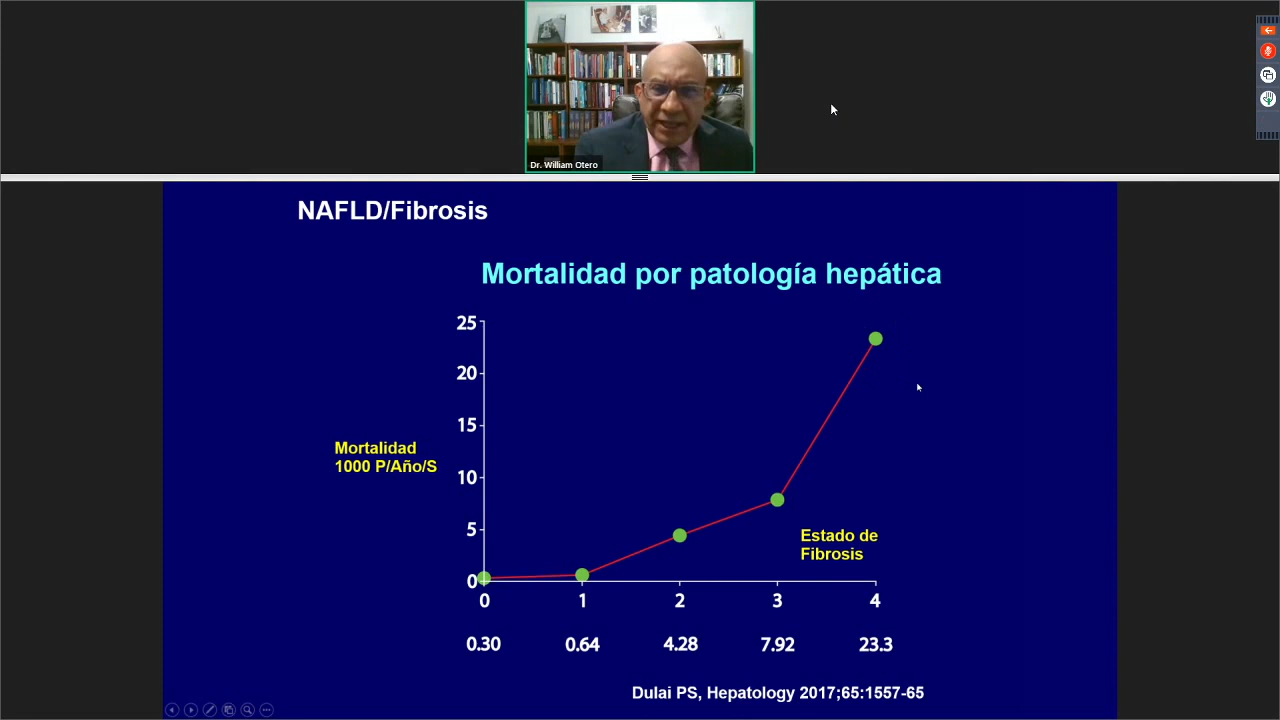 Dr. William Otero
NAFLD/Fibrosis
Mortalidad por patología hepática
25
20
15
10
5
0
Mortalidad
1000 P/Año/S
Estado de
Fibrosis
0 1 2 3 4
0.30 0.64 4.28 7.92 23.3
Dulai PS, Hepatology 2017;65:1557-65